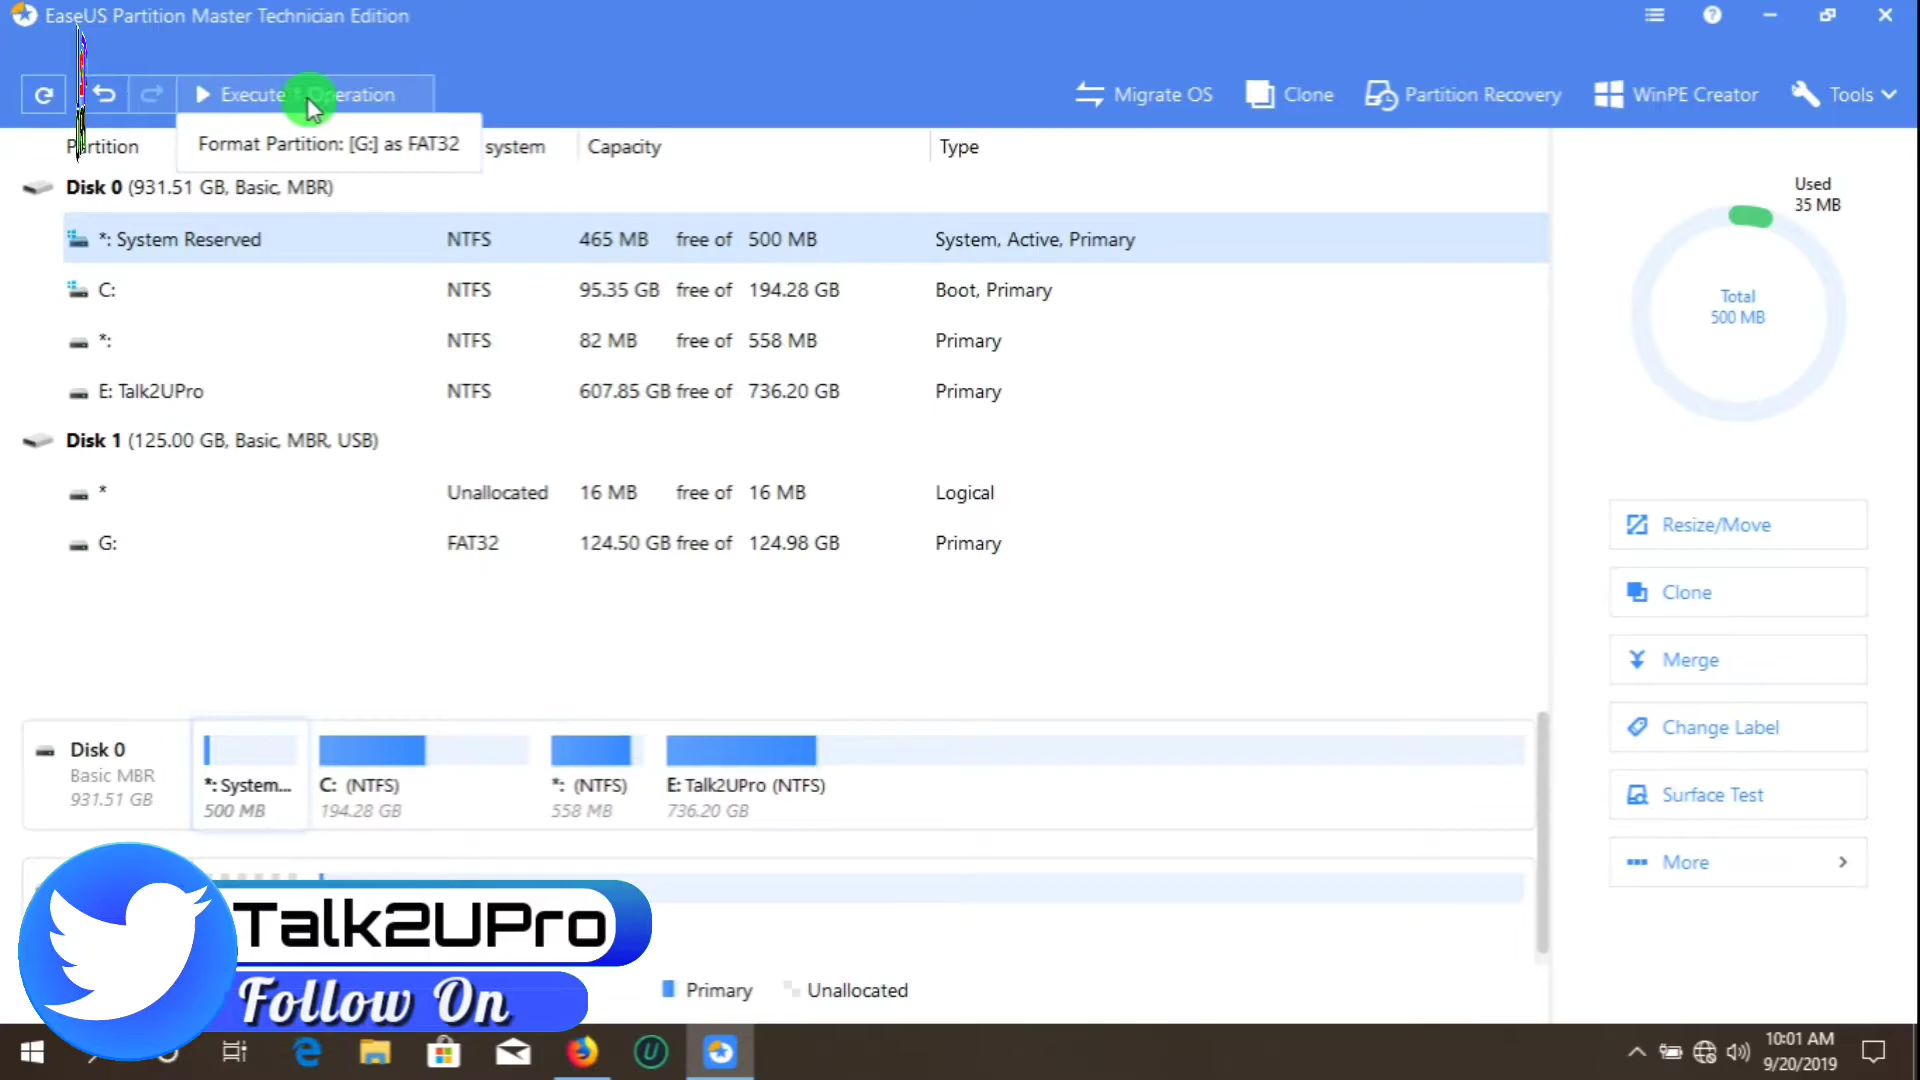 EaseUS Partition Master Technician Edition
Execute 1 Operation
Migrate OS
Clone
Partition Recovery
WinPE Creator
Tools
Format Partition: [G:] as FAT32
Partition system Capacity Type
Disk 0 (931.51 GB, Basic, MBR)
*: System Reserved NTFS 465 MB free of 500 MB System, Active, Primary
C: NTFS 95.35 GB free of 194.28 GB Boot, Primary
*: NTFS 82 MB free of 558 MB Primary
E: Talk2UPro NTFS 607.85 GB free of 736.20 GB Primary
Disk 1 (125.00 GB, Basic, MBR, USB)
* Unallocated 16 MB free of 16 MB Logical
G: FAT32 124.50 GB free of 124.98 GB Primary
Used
35 MB
Total
500 MB
Resize/Move
Clone
Merge
Change Label
Surface Test
More
Disk 0
Basic MBR
931.51 GB
*: System...
500 MB
C: (NTFS)
194.28 GB
*: (NTFS)
558 MB
E: Talk2UPro (NTFS)
736.20 GB
Talk2UPro
Follow On
Primary Unallocated
10:01 AM
9/20/2019